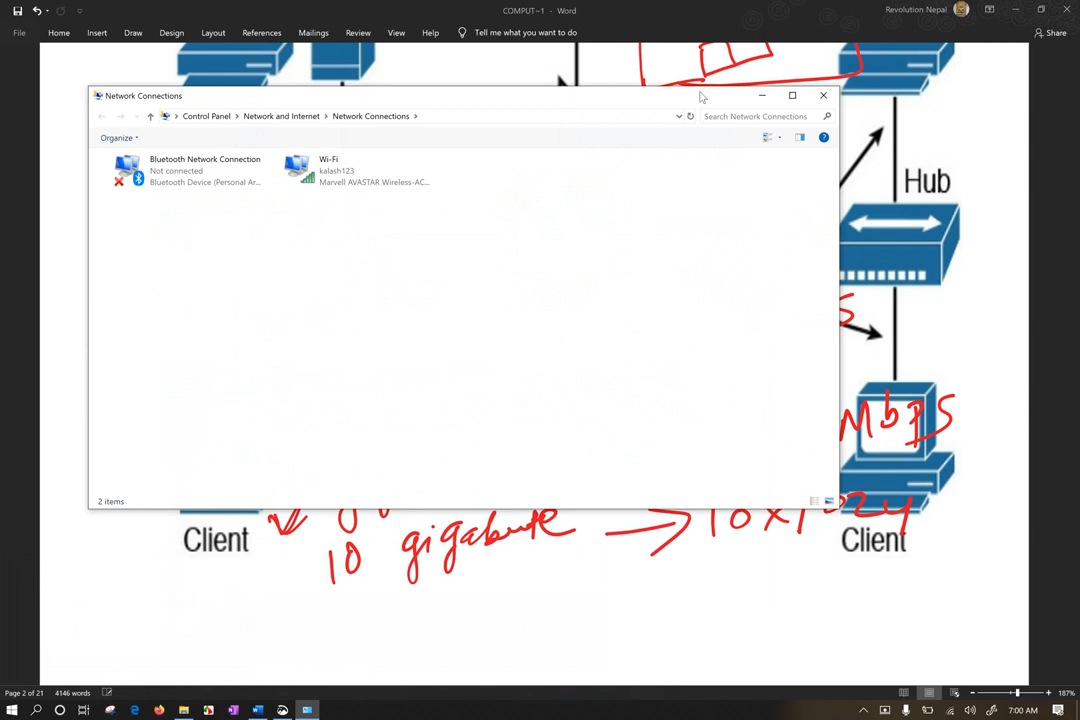 COMPUT~1 - Word
Revolution Nepal
File Home Insert Draw Design Layout References Mailings Review View Help Tell me what you want to do
Share
Network Connections
Control Panel Network and Internet Network Connections
Search Network Connections
Organize
Bluetooth Network Connection
Not connected
Bluetooth Device (Personal Ar...
Wi-Fi
kalash123
Marvell AVASTAR Wireless-AC...
Hub
S
MbPS
2 items
10 gigabute
10x1024
Client
Client
Page 2 of 21 4146 words
187%
7:00 AM